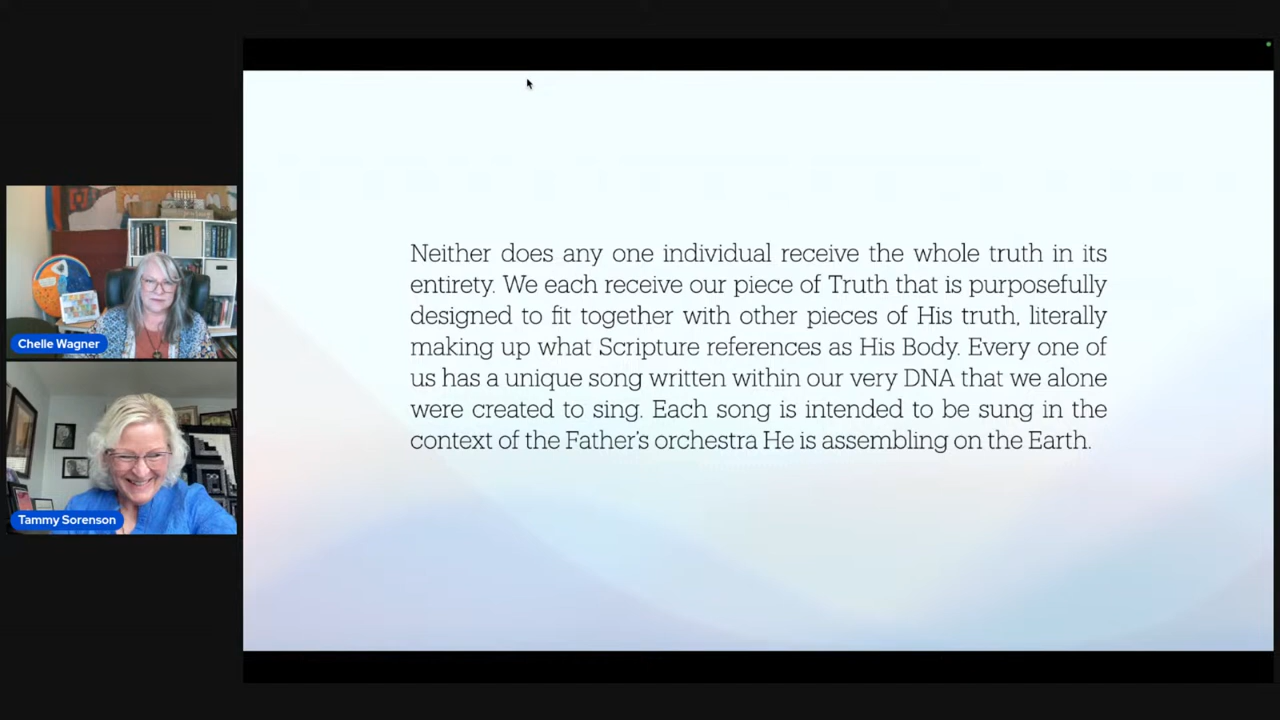 Neither does any one individual receive the whole truth in its
entirety. We each receive our piece of Truth that is purposefully
designed to fit together with other pieces of His truth, literally
making up what Scripture references as His Body. Every one of
us has a unique song written within our very DNA that we alone
were created to sing. Each song is intended to be sung in the
context of the Father’s orchestra He is assembling on the Earth.
Chelle Wagner
Tammy Sorenson